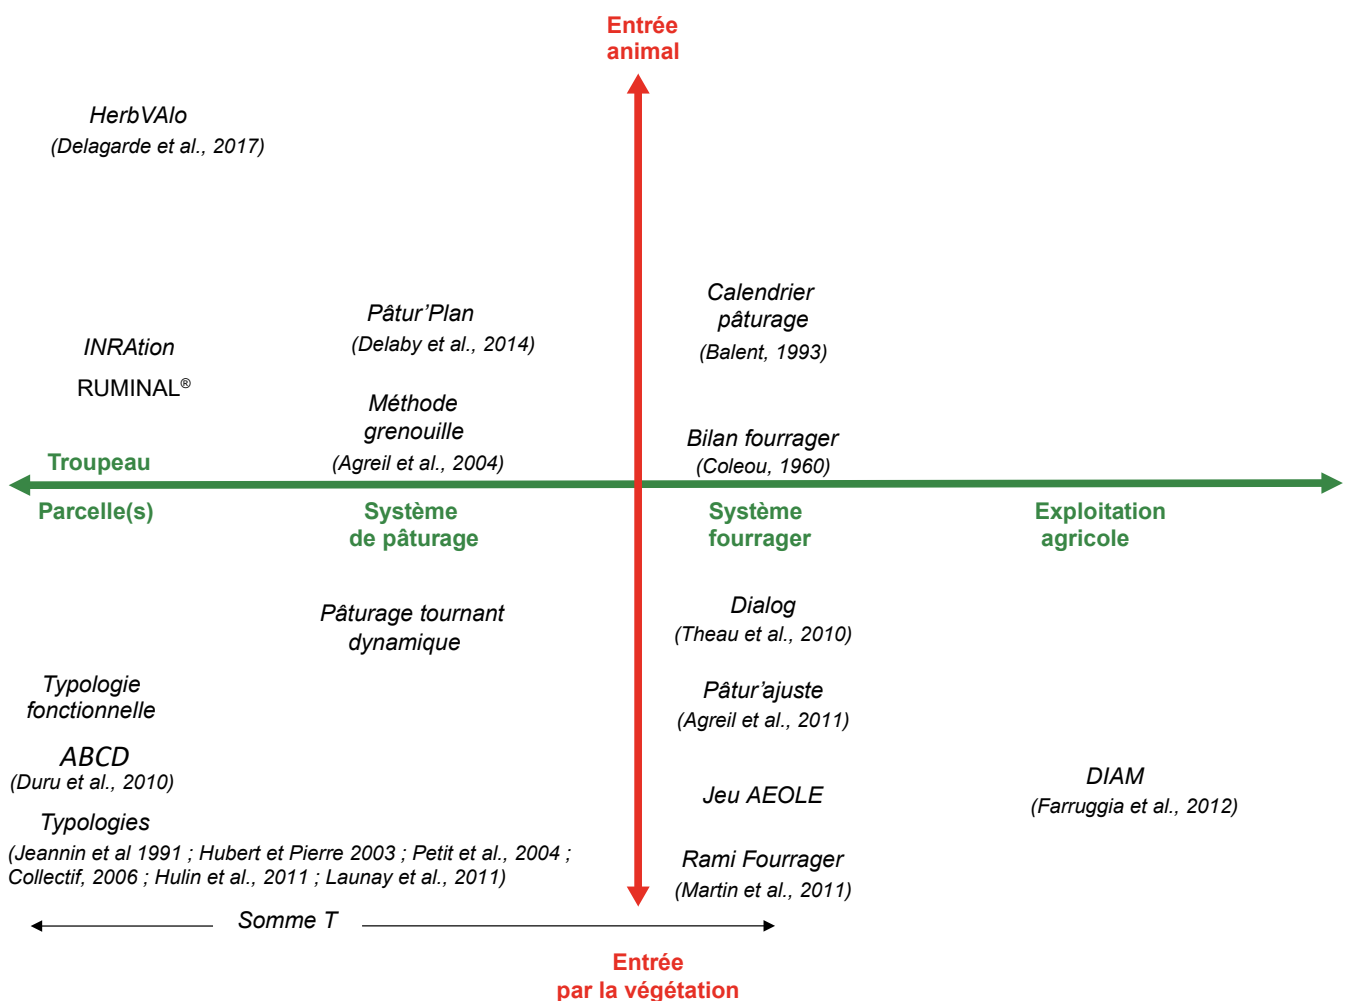 Entrée
animal
HerbVAlo
(Delagarde et al., 2017)
Calendrier
pâturage
(Balent, 1993)
Pâtur’Plan
(Delaby et al., 2014)
INRAtion
RUMINAL®
Méthode
grenouille
(Agreil et al., 2004)
Bilan fourrager
(Coleou, 1960)
Troupeau
Parcelle(s)
Système
de pâturage
Système
fourrager
Exploitation
agricole
Pâturage tournant
dynamique
Dialog
(Theau et al., 2010)
Typologie
fonctionnelle
Pâtur’ajuste
(Agreil et al., 2011)
ABCD
(Duru et al., 2010)
Jeu AEOLE
DIAM
(Farruggia et al., 2012)
Typologies
(Jeannin et al 1991 ; Hubert et Pierre 2003 ; Petit et al., 2004 ;
Collectif, 2006 ; Hulin et al., 2011 ; Launay et al., 2011)
Rami Fourrager
(Martin et al., 2011)
Somme T
Entrée
par la végétation